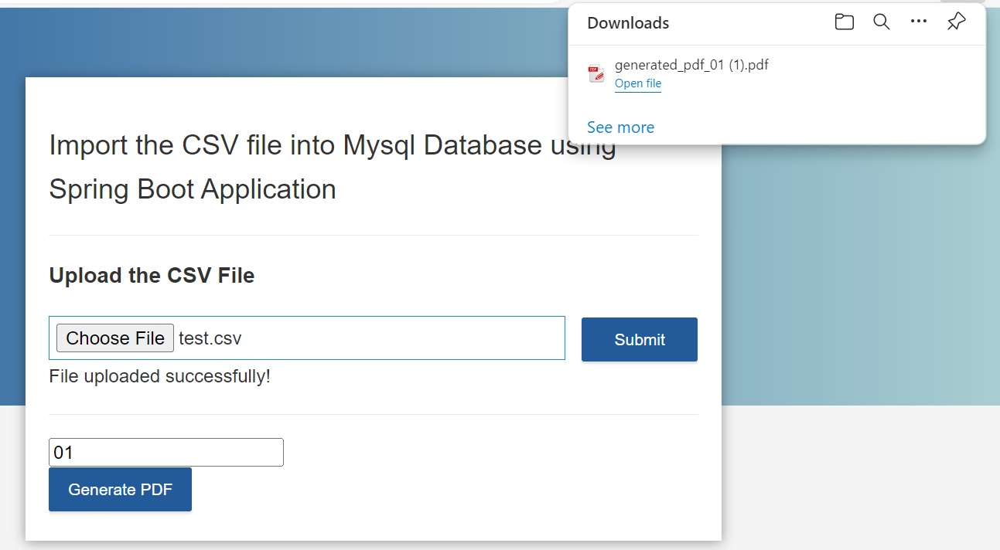 Downloads
generated_pdf_01 (1).pdf
Open file
See more
Import the CSV file into Mysql Database using
Spring Boot Application
Upload the CSV File
Choose File test.csv
Submit
File uploaded successfully!
01
Generate PDF